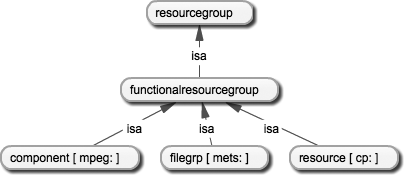 resourcegroup
isa
functionalresourcegroup
isa isa isa
component [ mpeg: ] filegrp [ mets: ] resource [ cp: ]